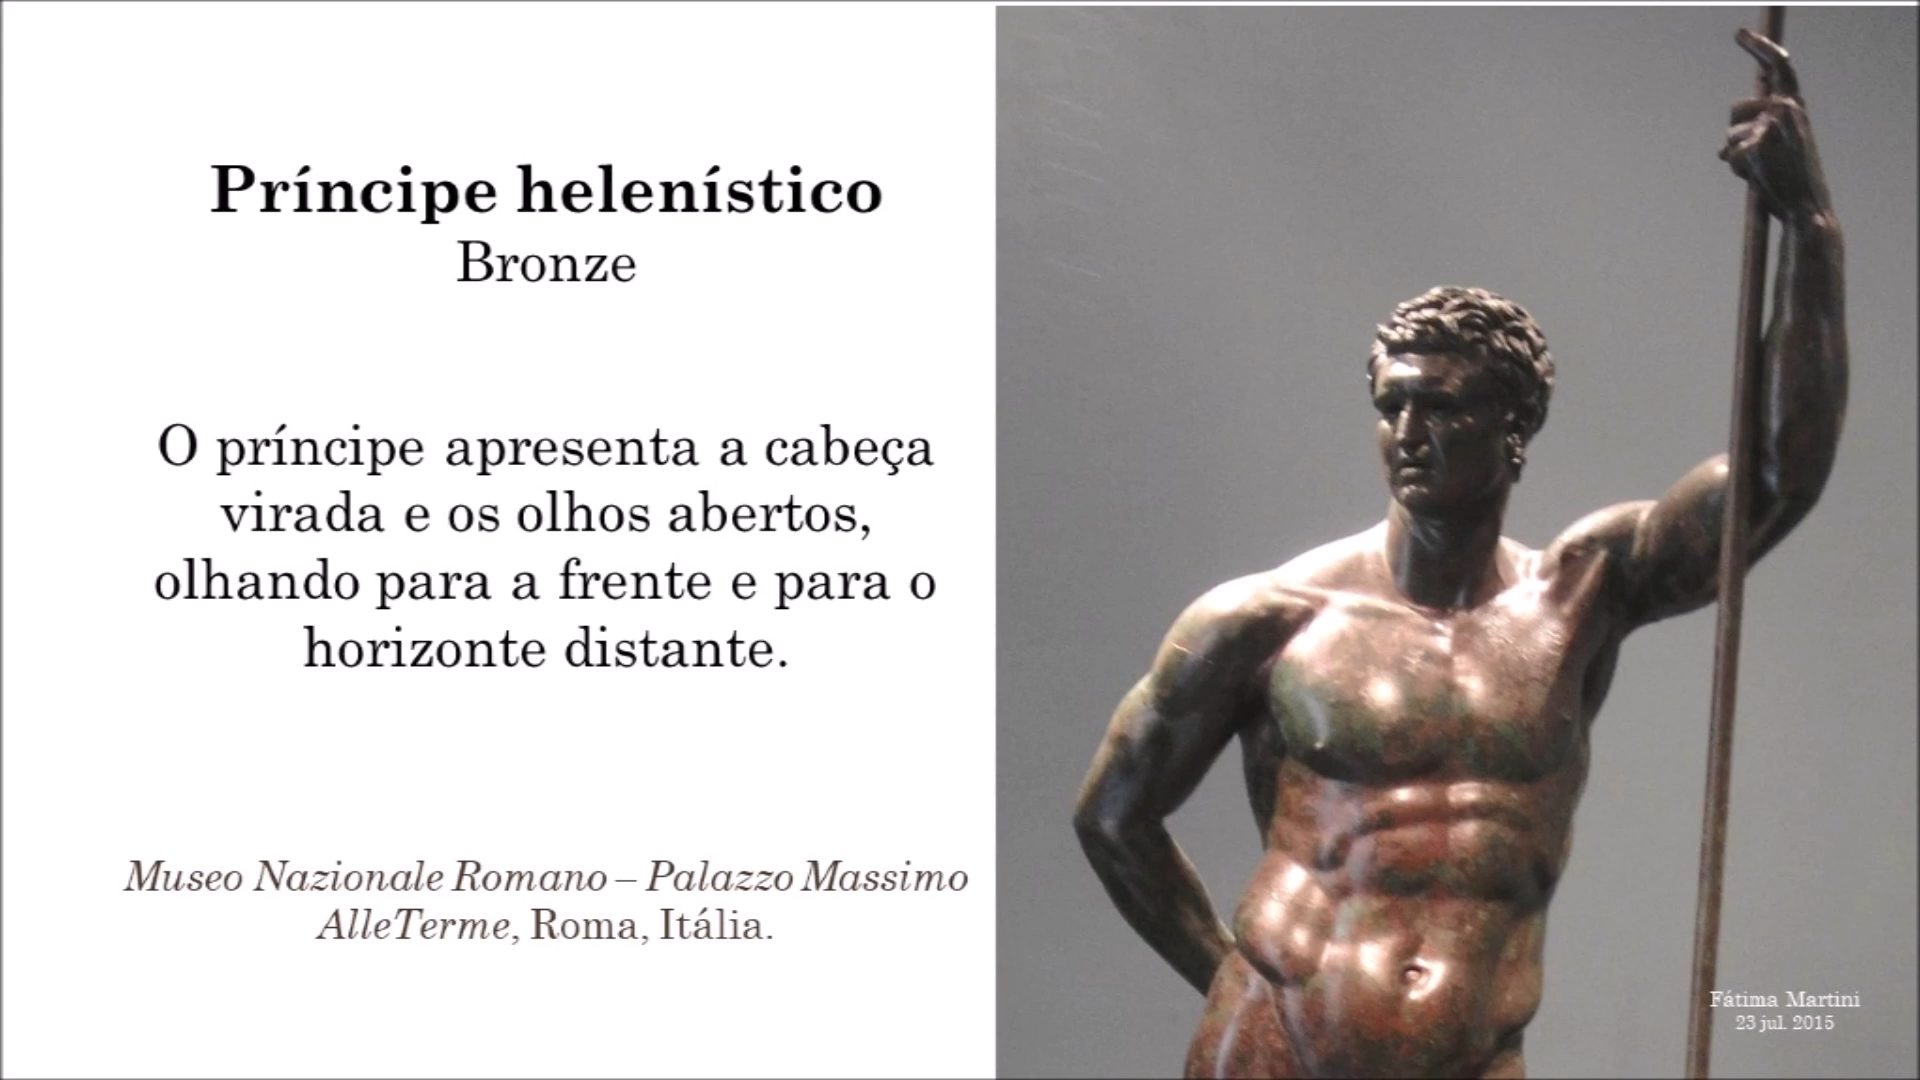 Príncipe helenístico
Bronze
O príncipe apresenta a cabeça
virada e os olhos abertos,
olhando para a frente e para o
horizonte distante.
Museo Nazionale Romano – Palazzo Massimo
AlleTerme, Roma, Itália.
Fátima Martini
23 jul. 2015